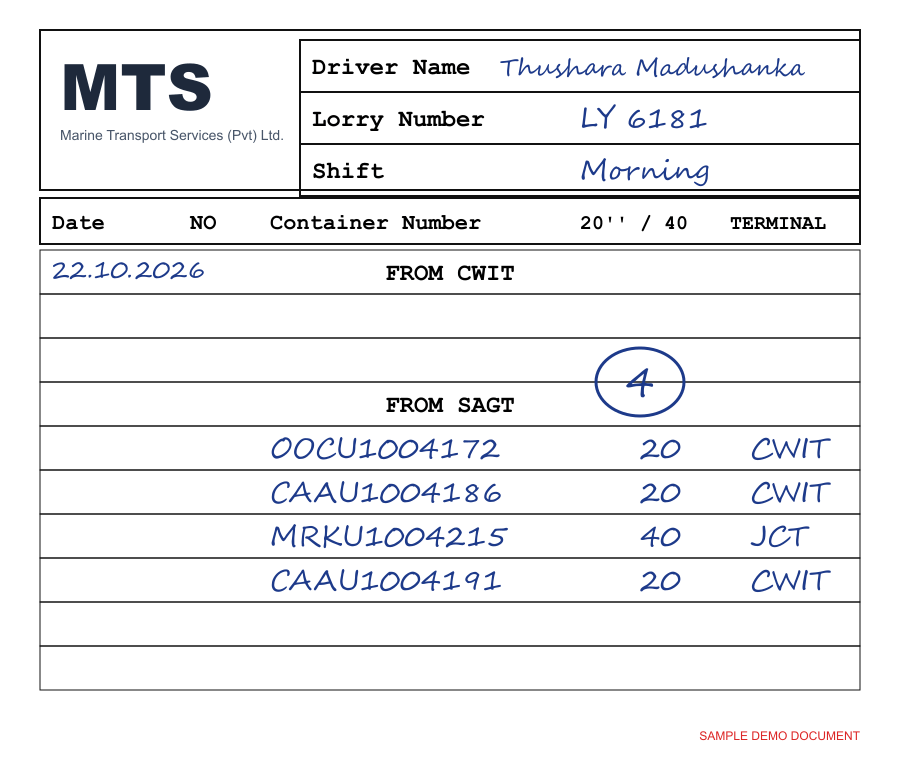 MTS
Marine Transport Services (Pvt) Ltd.
Driver Name Thushara Madushanka
Lorry Number LY 6181
Shift Morning
Date NO Container Number 20'' / 40 TERMINAL
22.10.2026 FROM CWIT
4
FROM SAGT
OOCU1004172 20 CWIT
CAAU1004186 20 CWIT
MRKU1004215 40 JCT
CAAU1004191 20 CWIT
SAMPLE DEMO DOCUMENT